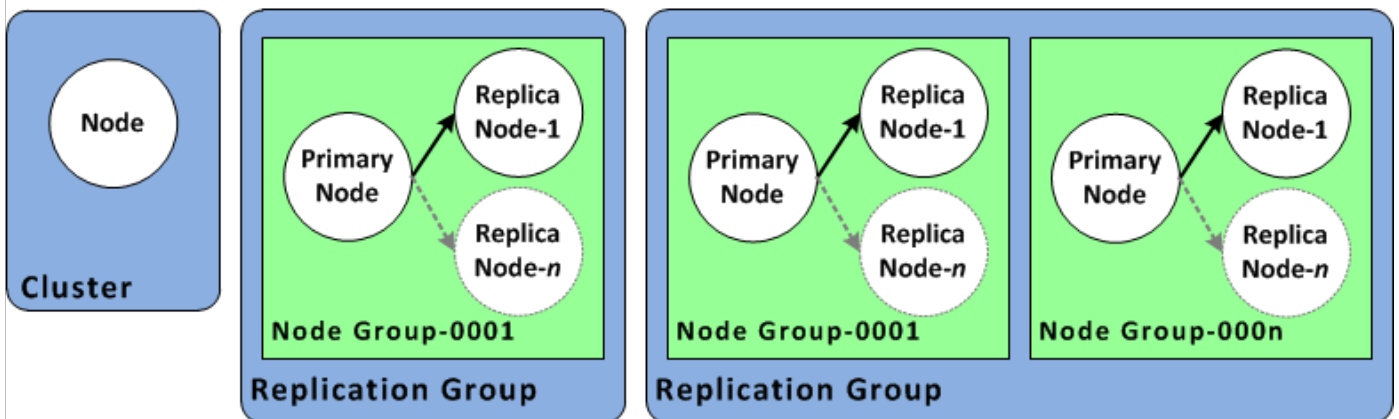 Node
Cluster
Primary
Node
Replica
Node-1
Replica
Node-n
Node Group-0001
Replication Group
Primary
Node
Replica
Node-1
Replica
Node-n
Node Group-0001
Primary
Node
Replica
Node-1
Replica
Node-n
Node Group-000n
Replication Group